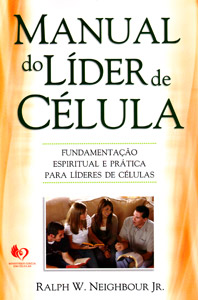 MANUAL
do LÍDER de
CÉLULA
FUNDAMENTAÇÃO
ESPIRITUAL E PRÁTICA
PARA LÍDERES DE CÉLULAS
RALPH W. NEIGHBOUR JR.